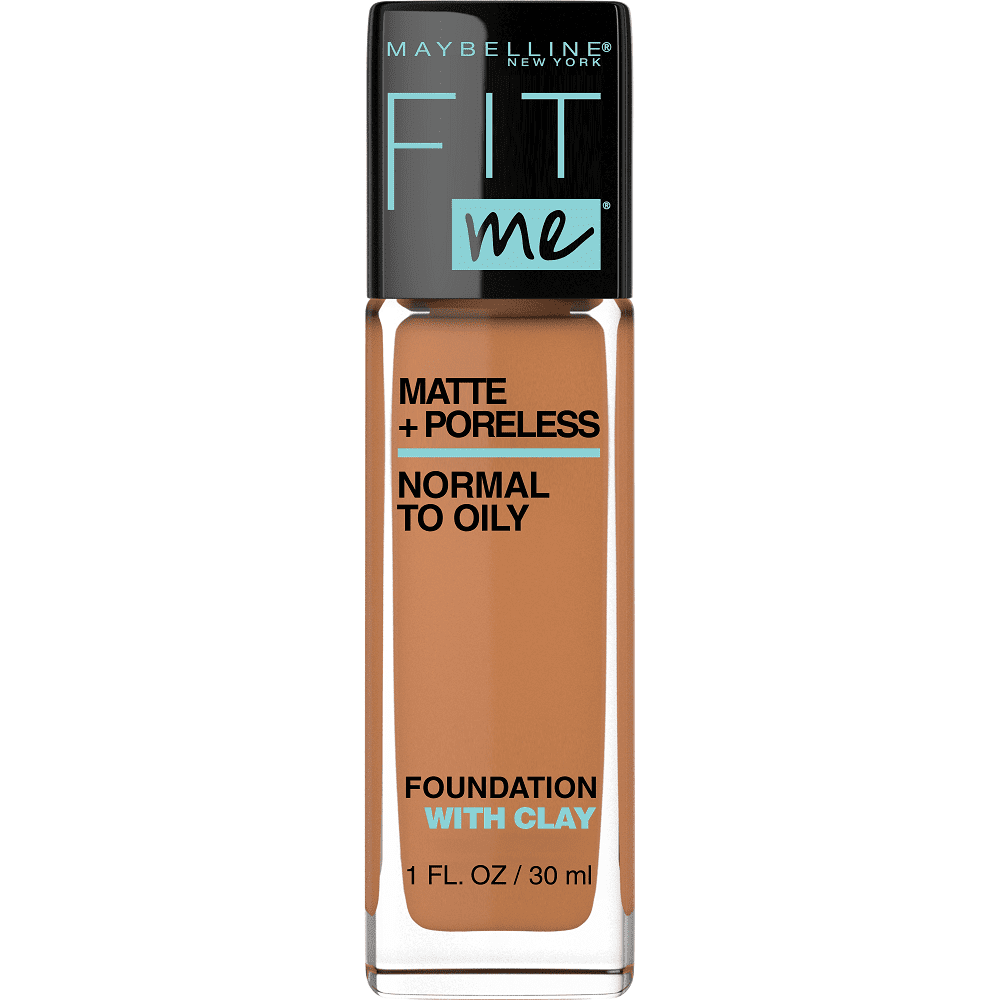 MAYBELLINE®
NEW YORK
FIT
me®
MATTE
+ PORELESS
NORMAL
TO OILY
FOUNDATION
WITH CLAY
1 FL. OZ / 30 ml